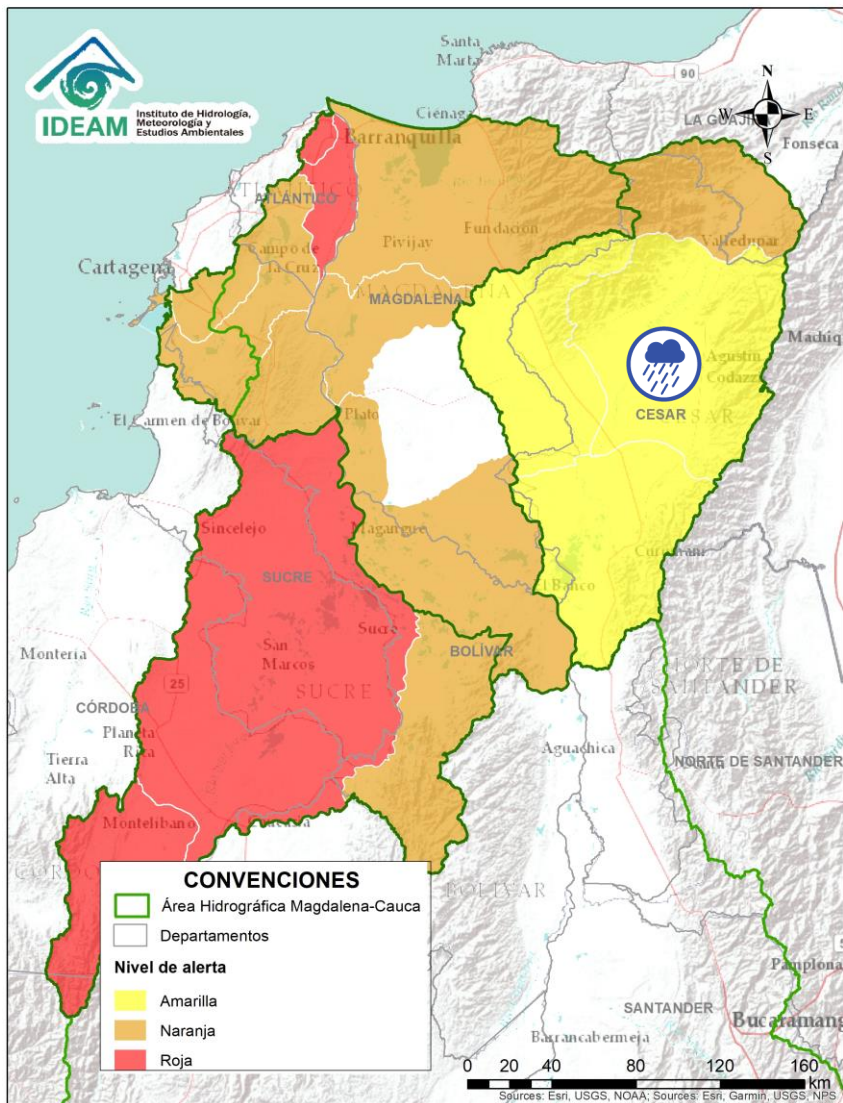 IDEAM
Instituto de Hidrología,
Meteorología y
Estudios Ambientales
Santa
Marta
90
N
W
E
S
LA GUAJIRA
Ciénaga
Fonseca
Barranquilla
ATLÁNTICO
Campo de
la Cruz
Pivijay
Fundación
Valledupar
Cartagena
MAGDALENA
Machiq
Agustín
Codazzi
CESAR
El Carmen de Bolívar
Plato
Sincelejo
Magangue
SUCRE
El Banco
Sucre
San
Marcos
BOLÍVAR
Montería
25
SUCRE
NORTE DE
SANTANDER
CÓRDOBA
Planeta
Rica
Tierra
Alta
Aguachica
NORTE DE SANTANDER
Montelíbano
BOLÍVAR
CONVENCIONES
Área Hidrográfica Magdalena-Cauca
Departamentos
Nivel de alerta
Amarilla
Naranja
Roja
Pamplona
SANTANDER
Bucaramang
Barrancabermeja
0 20 40 80 120 160
km
Sources: Esri, USGS, NOAA; Sources: Esri, Garmin, USGS, NPS